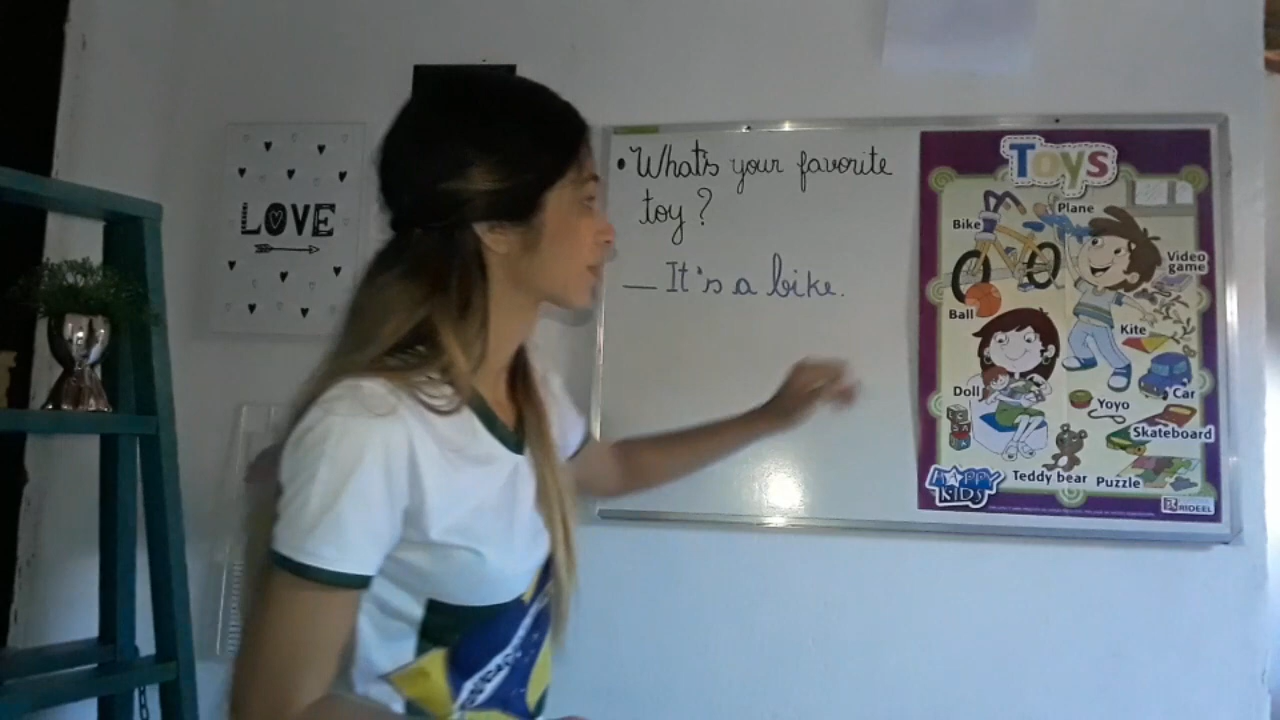 LOVE
• What's your favorite
toy?
— It's a bike.
Toys
Plane
Bike
Video
game
Ball
Kite
Doll
Car
Yoyo
Skateboard
Teddy bear
Puzzle
HAPPY
KIDS
RIDEEL